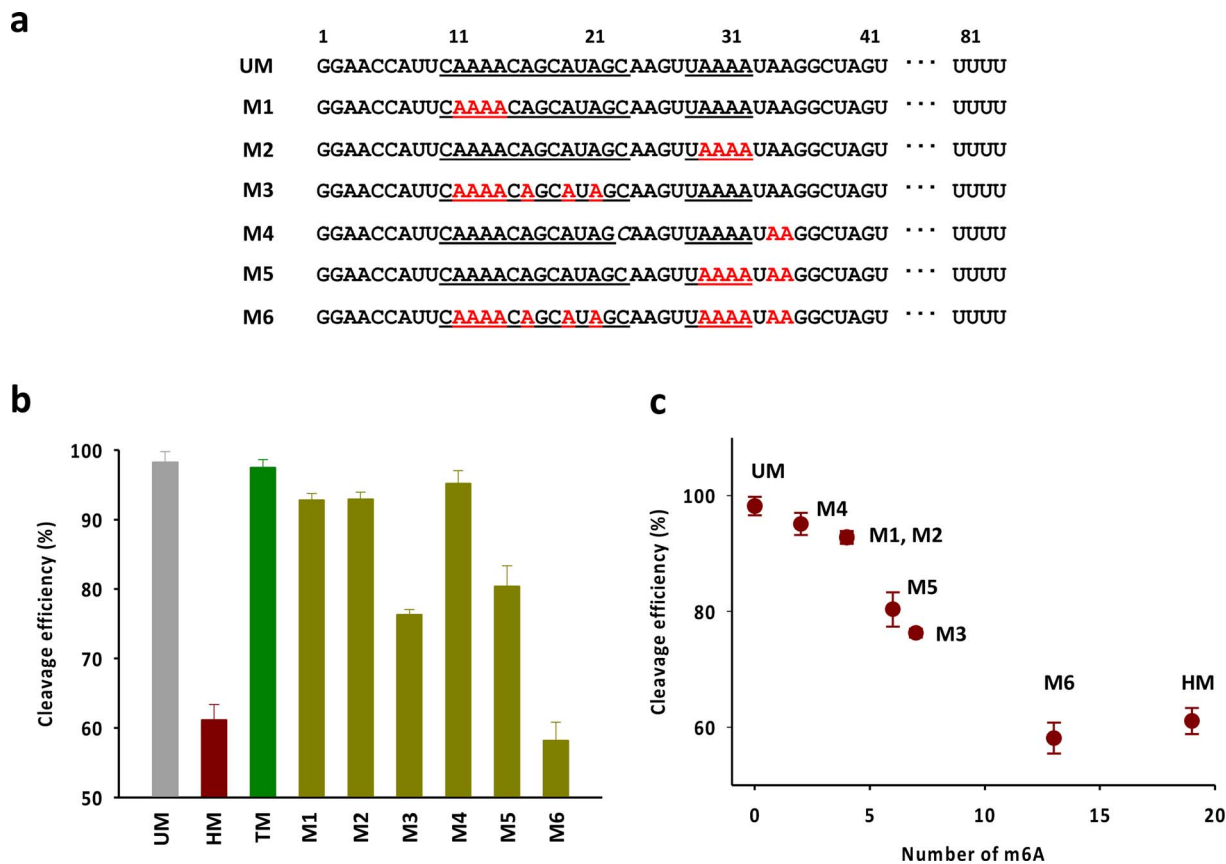 a
1 11 21 31 41 81
UM GGAACCAUUCAAAACAGCAUAGCAAGUUAAAAUAAGGCUAGU ··· UUUU
M1 GGAACCAUUCAAAACAGCAUAGCAAGUUAAAAUAAGGCUAGU ··· UUUU
M2 GGAACCAUUCAAAACAGCAUAGCAAGUUAAAAUAAGGCUAGU ··· UUUU
M3 GGAACCAUUCAAAACAGCAUAGCAAGUUAAAAUAAGGCUAGU ··· UUUU
M4 GGAACCAUUCAAAACAGCAUAGCAAGUUAAAAUAAGGCUAGU ··· UUUU
M5 GGAACCAUUCAAAACAGCAUAGCAAGUUAAAAUAAGGCUAGU ··· UUUU
M6 GGAACCAUUCAAAACAGCAUAGCAAGUUAAAAUAAGGCUAGU ··· UUUU
b
Cleavage efficiency (%)
100
90
80
70
60
50
UM HM TM M1 M2 M3 M4 M5 M6
c
Cleavage efficiency (%)
100
80
60
UM
M4
M1, M2
M5
M3
M6
HM
0 5 10 15 20
Number of m6A